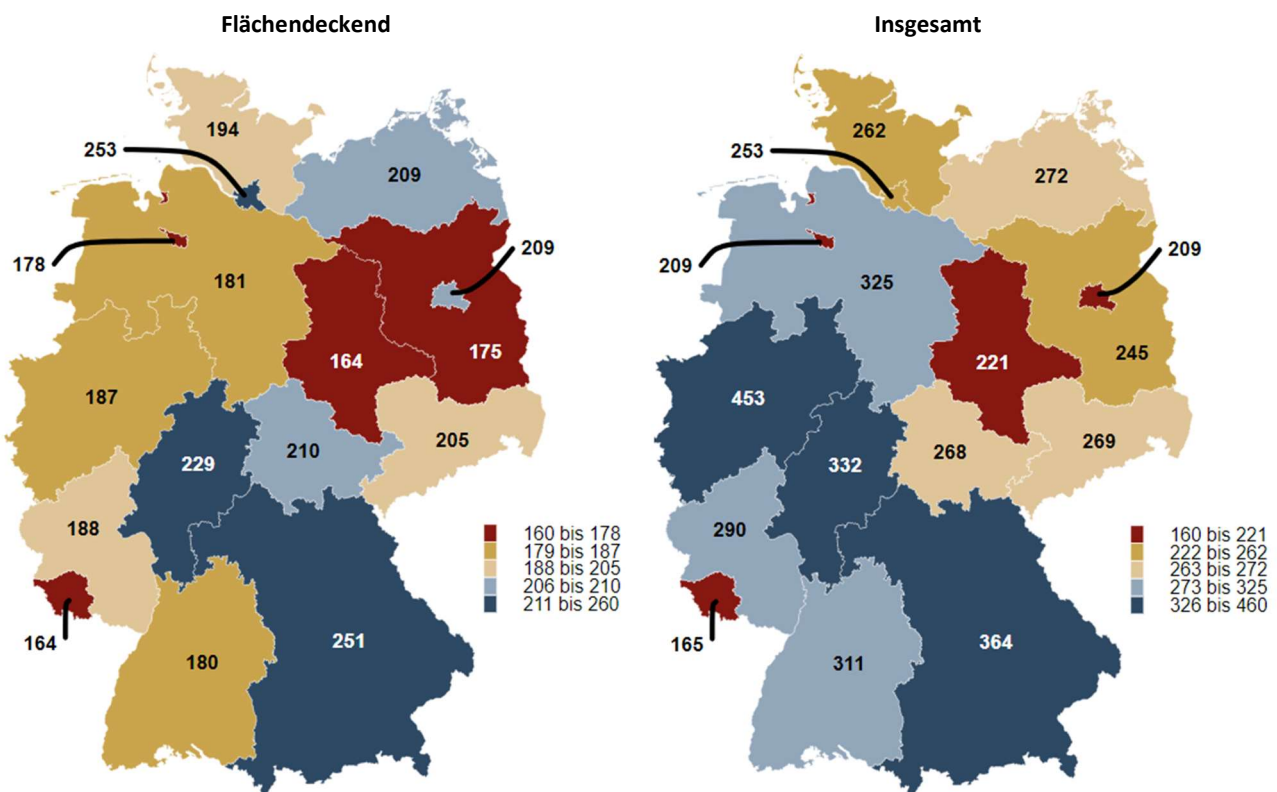 Flächendeckend
194
253
209
178
181
209
164
175
187
229
210
205
188
164
180
251
160 bis 178
179 bis 187
188 bis 205
206 bis 210
211 bis 260
Insgesamt
262
253
272
209
325
209
221
245
453
332
268
269
290
165
311
364
160 bis 221
222 bis 262
263 bis 272
273 bis 325
326 bis 460